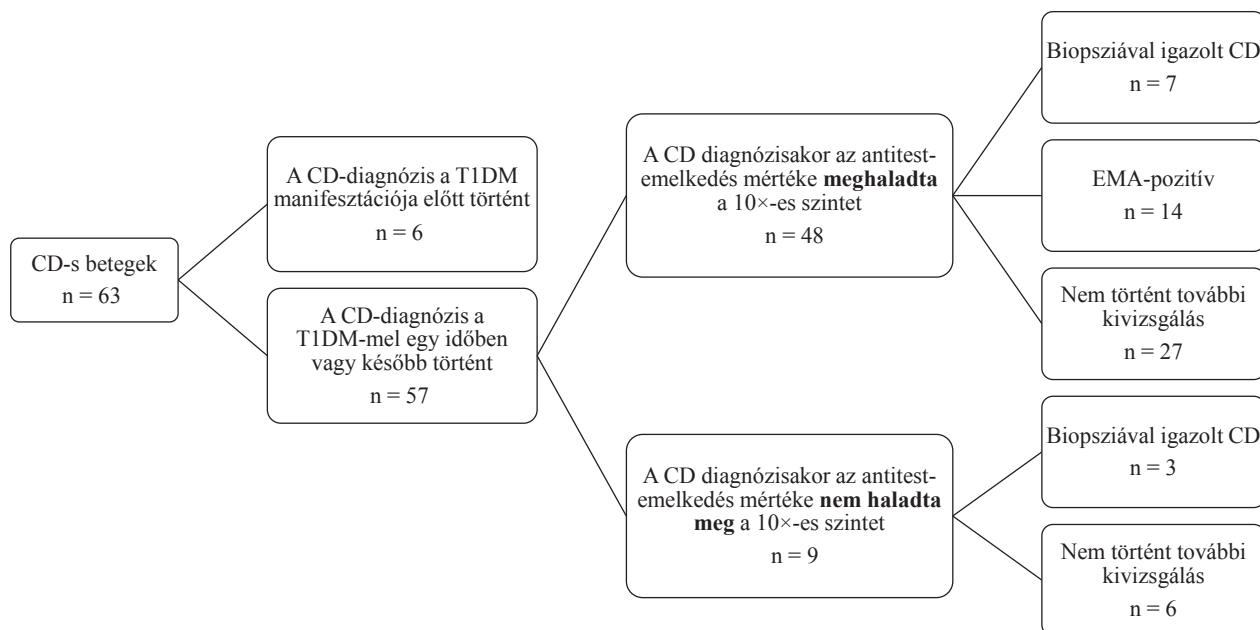 CD-s betegek
n = 63
A CD-diagnózis a T1DM
manifesztációja előtt történt
n = 6
A CD-diagnózis a
T1DM-mel egy időben
vagy később történt
n = 57
A CD diagnózisakor az antitest-
emelkedés mértéke meghaladta
a 10×-es szintet
n = 48
A CD diagnózisakor az antitest-
emelkedés mértéke nem haladta
meg a 10×-es szintet
n = 9
Biopsziával igazolt CD
n = 7
EMA-pozitív
n = 14
Nem történt további
kivizsgálás
n = 27
Biopsziával igazolt CD
n = 3
Nem történt további
kivizsgálás
n = 6